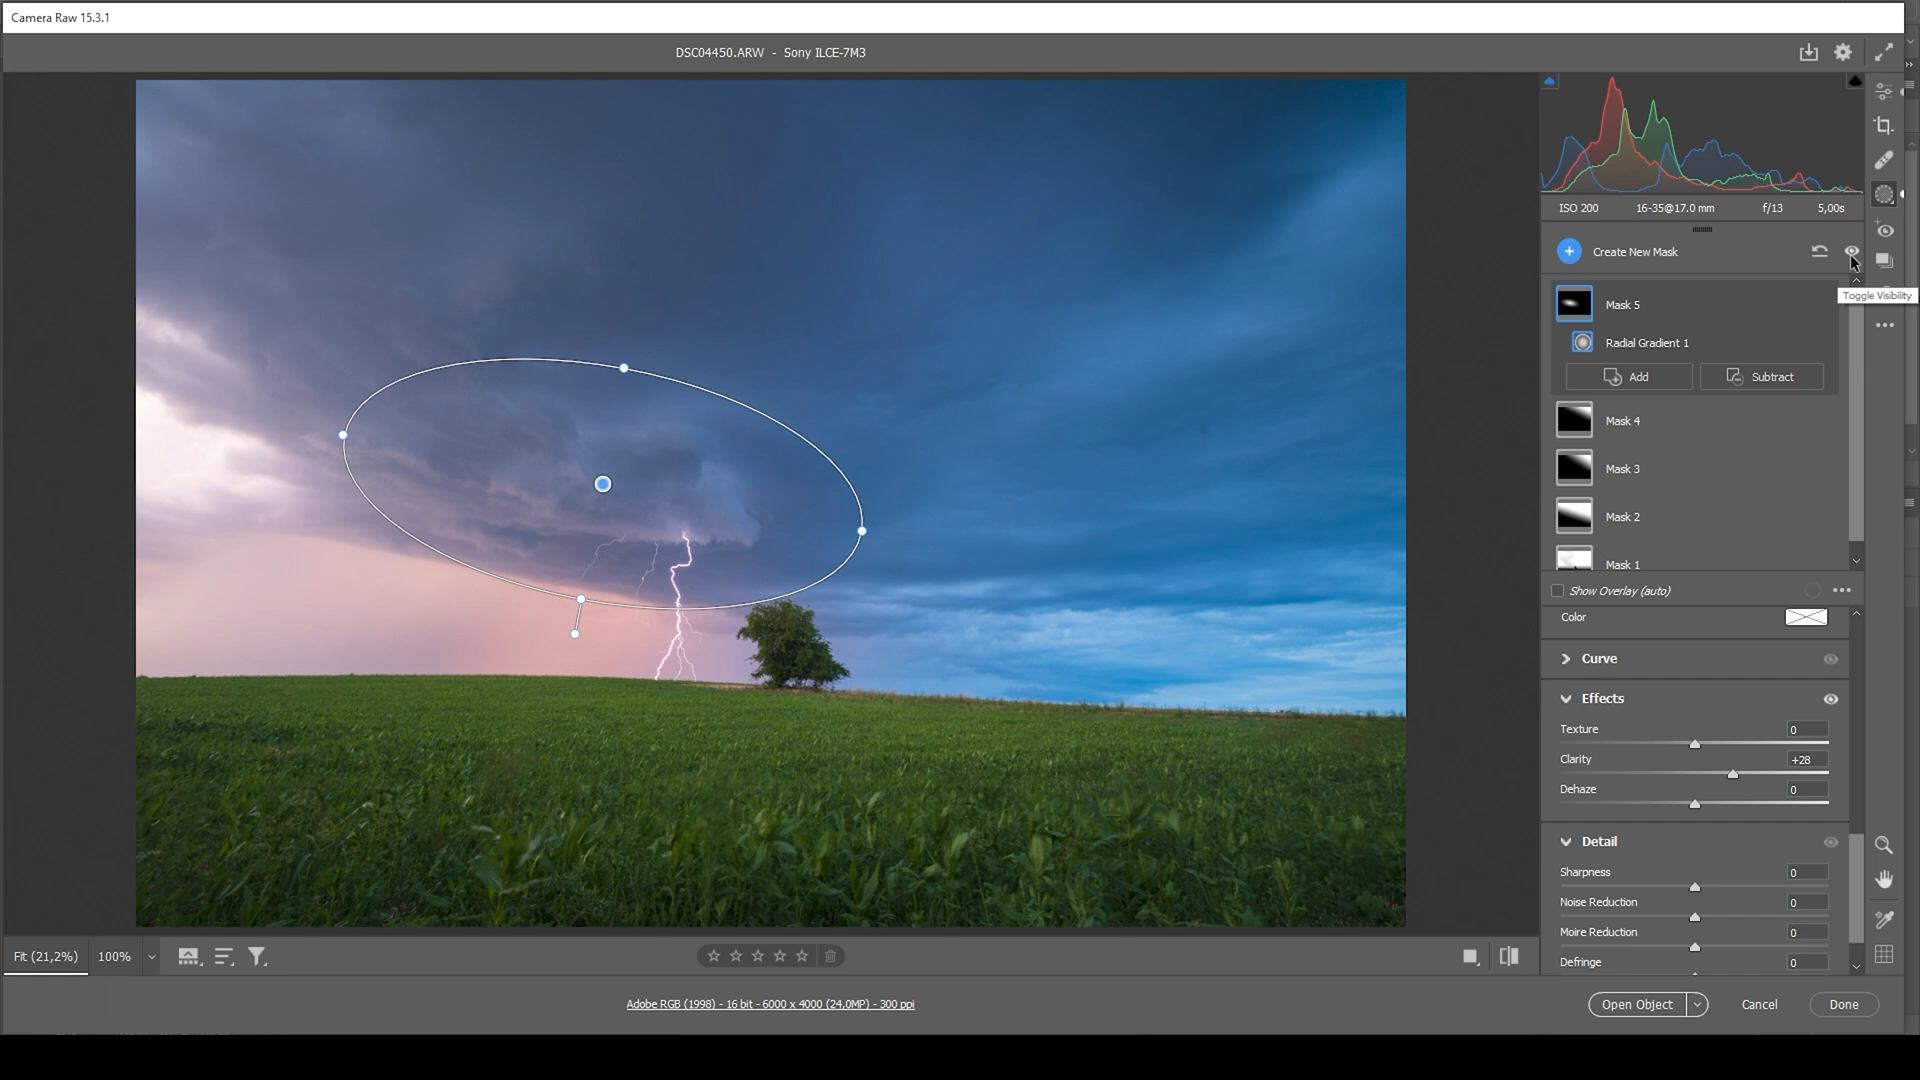 Camera Raw 15.3.1
DSC04450.ARW - Sony ILCE-7M3
ISO 200 16-35@17.0 mm f/13 5,00s
Create New Mask
Toggle Visibility
Mask 5
Radial Gradient 1
Add Subtract
Mask 4
Mask 3
Mask 2
Mask 1
Show Overlay (auto)
Color
Curve
Effects
Texture 0
Clarity +28
Dehaze 0
Detail
Sharpness 0
Noise Reduction 0
Moire Reduction 0
Defringe 0
Fit (21,2%) 100%
Adobe RGB (1998) - 16 bit - 6000 x 4000 (24,0MP) - 300 ppi
Open Object Cancel Done